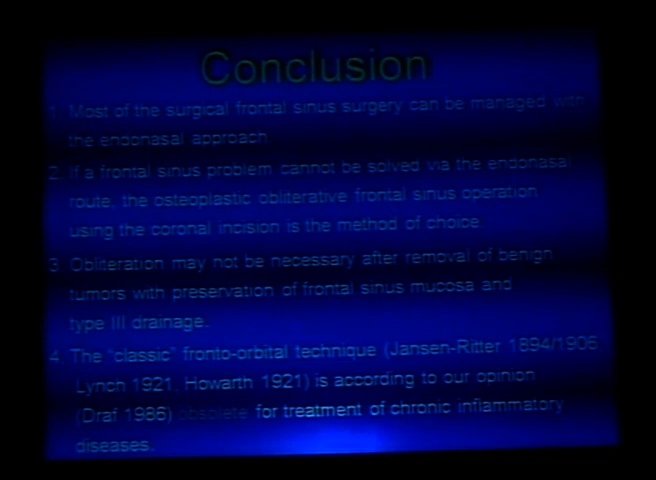 Conclusion
1. Most of the surgical frontal sinus surgery can be managed with
the endonasal approach
2. If a frontal sinus problem cannot be solved via the endonasal
route, the osteoplastic obliterative frontal sinus operation
using the coronal incision is the method of choice.
3. Obliteration may not be necessary after removal of benign
tumors with preservation of frontal sinus mucosa and
type III drainage.
4. The "classic" fronto-orbital technique (Jansen-Ritter 1894/1906
Lynch 1921, Howarth 1921) is according to our opinion
(Draf 1986) obsolete for treatment of chronic inflammatory
diseases.